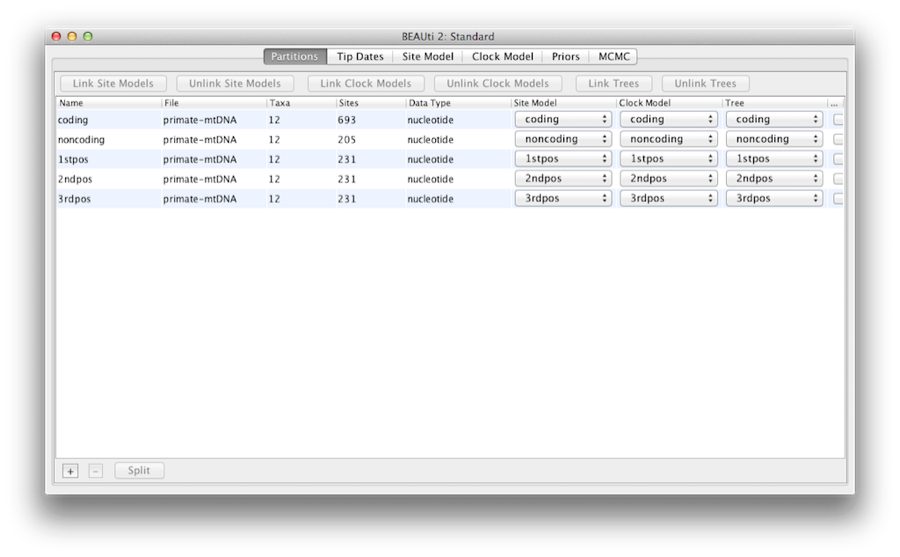 BEAUti 2: Standard
Partitions Tip Dates Site Model Clock Model Priors MCMC
Link Site Models Unlink Site Models Link Clock Models Unlink Clock Models Link Trees Unlink Trees
Name File Taxa Sites Data Type Site Model Clock Model Tree ...
coding primate-mtDNA 12 693 nucleotide coding coding coding
noncoding primate-mtDNA 12 205 nucleotide noncoding noncoding noncoding
1stpos primate-mtDNA 12 231 nucleotide 1stpos 1stpos 1stpos
2ndpos primate-mtDNA 12 231 nucleotide 2ndpos 2ndpos 2ndpos
3rdpos primate-mtDNA 12 231 nucleotide 3rdpos 3rdpos 3rdpos
+ - Split